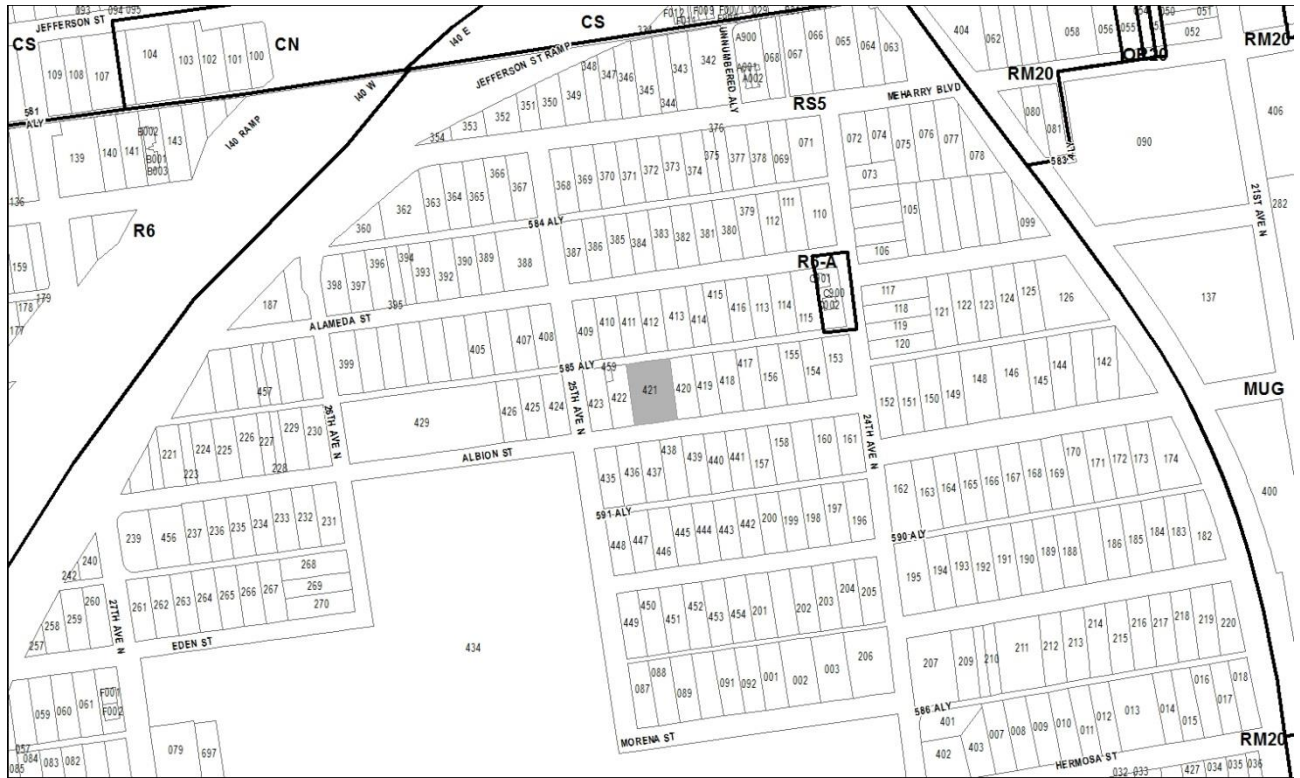 JEFFERSON ST
093 094 095
CS
CN
I40 E
CS
F012 F009 F007 029
F011
334
CS
109 108 107 104 103 102 101 100
581
ALY
I40 W
JEFFERSON ST RAMP
348 347 346 343 342
UNNUMBERED ALY
A900
A001
A002
068 067 066 065 064 063
404 062 058 056 055 054 050 051
052
OR20
RM20
RM20
B002
139 140 141 143
B001
B003
I40 RAMP
354 353 352 351 350 349 345 344
RS5
MEHARRY BLVD
080 081
ALY
583
090
406
136
R6
360 362 363 364 365 366 367
368 369 370 371 372 373 374 375 376 377 378 069 071
072 074 075 076 077 078
073
21ST AVE N
282
159
584 ALY
105
099
106
179
178
177
187
398 397 396 395 394 393 392 390 389 388
387 386 385 384 383 382 381 380 379 112 111 110
R6-A
C900
117
118
119
120
121 122 123 124 125 126
137
ALAMEDA ST
399 405 407 408
409 410 411 412 413 414 415 416 113 114 115
457
26TH AVE N
585 ALY
25TH AVE N
459
423 422 421 420 419 418 417 156 155 154 153
24TH AVE N
152 151 150 149 148 146 145 144 142
MUG
221 223 224 225 226 227 228 229 230
429
426 425 424
ALBION ST
435 436 437 438 439 440 441 157 158 160 161
162 163 164 165 166 167 168 169 170 171 172 173 174
400
239 456 237 236 235 234 233 232 231
591 ALY
448 447 446 445 444 443 442 200 199 198 197 196
590 ALY
195 194 193 192 191 190 189 188 186 185 184 183 182
240
242
27TH AVE N
261 262 263 264 265 266 267
268
269
270
257 258 259 260
EDEN ST
434
449 450 451 452 453 454 201 202 203 204 205
207 209 210 211 212 213 214 215 216 217 218 219 220
087 088 089 091 092 001 002 003 206
586 ALY
059 060 061
F001
F002
057
085 084 083 082
079 697
MORENA ST
401
402 403 007 008 009 010 011 012 013 014 015 016 017 018
HERMOSA ST
RM20
032 033 427 034 035 036